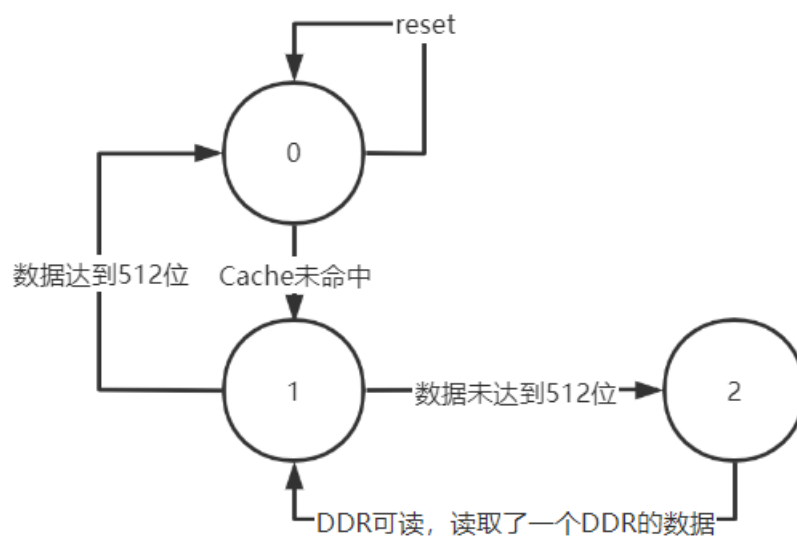 reset
0
数据达到512位
Cache未命中
1
数据未达到512位
2
DDR可读，读取了一个DDR的数据